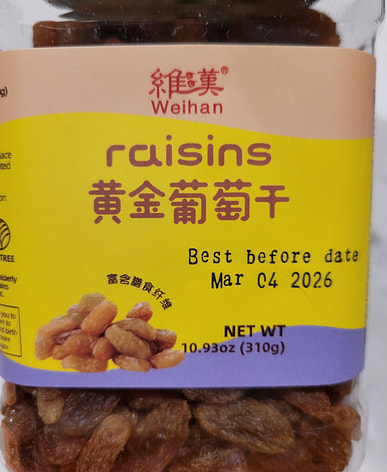 維漢®
Weihan
raisins
黄金葡萄干
Best before date
Mar 04 2026
富含膳食纤维
NET WT
10.93oz (310g)
TREE